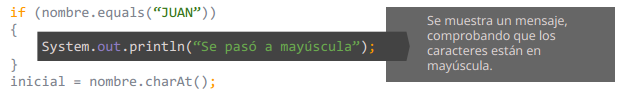 if (nombre.equals(“JUAN”))
{
System.out.println(“Se pasó a mayúscula”);
}
inicial = nombre.charAt();
Se muestra un mensaje,
comprobando que los
caracteres están en
mayúscula.